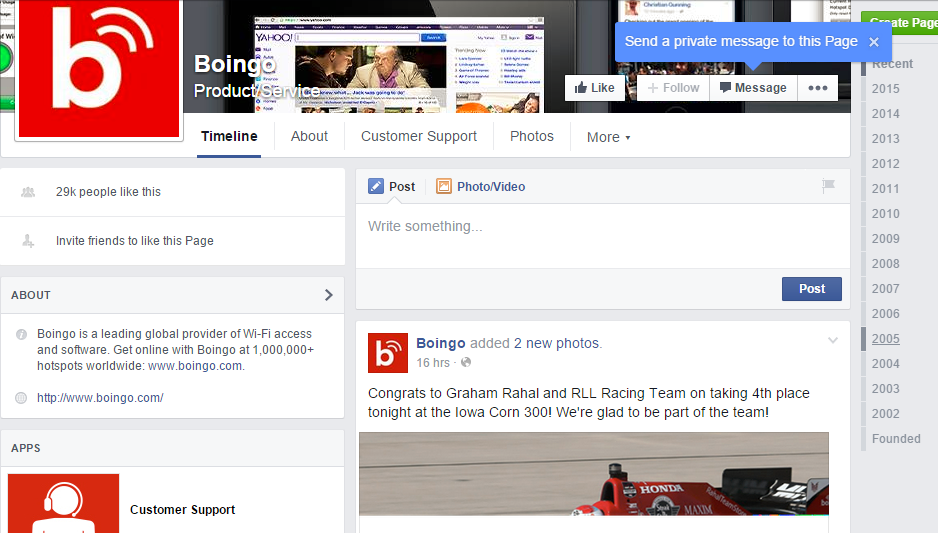 YAHOO!
Send a private message to this Page
Create Page
Boingo
Product/Service
Like
Follow
Message
Timeline
About
Customer Support
Photos
More
29k people like this
Invite friends to like this Page
ABOUT
Boingo is a leading global provider of Wi-Fi access
and software. Get online with Boingo at 1,000,000+
hotspots worldwide: www.boingo.com.
http://www.boingo.com/
APPS
Customer Support
Post
Photo/Video
Write something...
Post
Boingo added 2 new photos.
16 hrs ·
Congrats to Graham Rahal and RLL Racing Team on taking 4th place
tonight at the Iowa Corn 300! We're glad to be part of the team!
HONDA
MAXIM
Recent
2015
2014
2013
2012
2011
2010
2009
2008
2007
2006
2005
2004
2003
2002
Founded